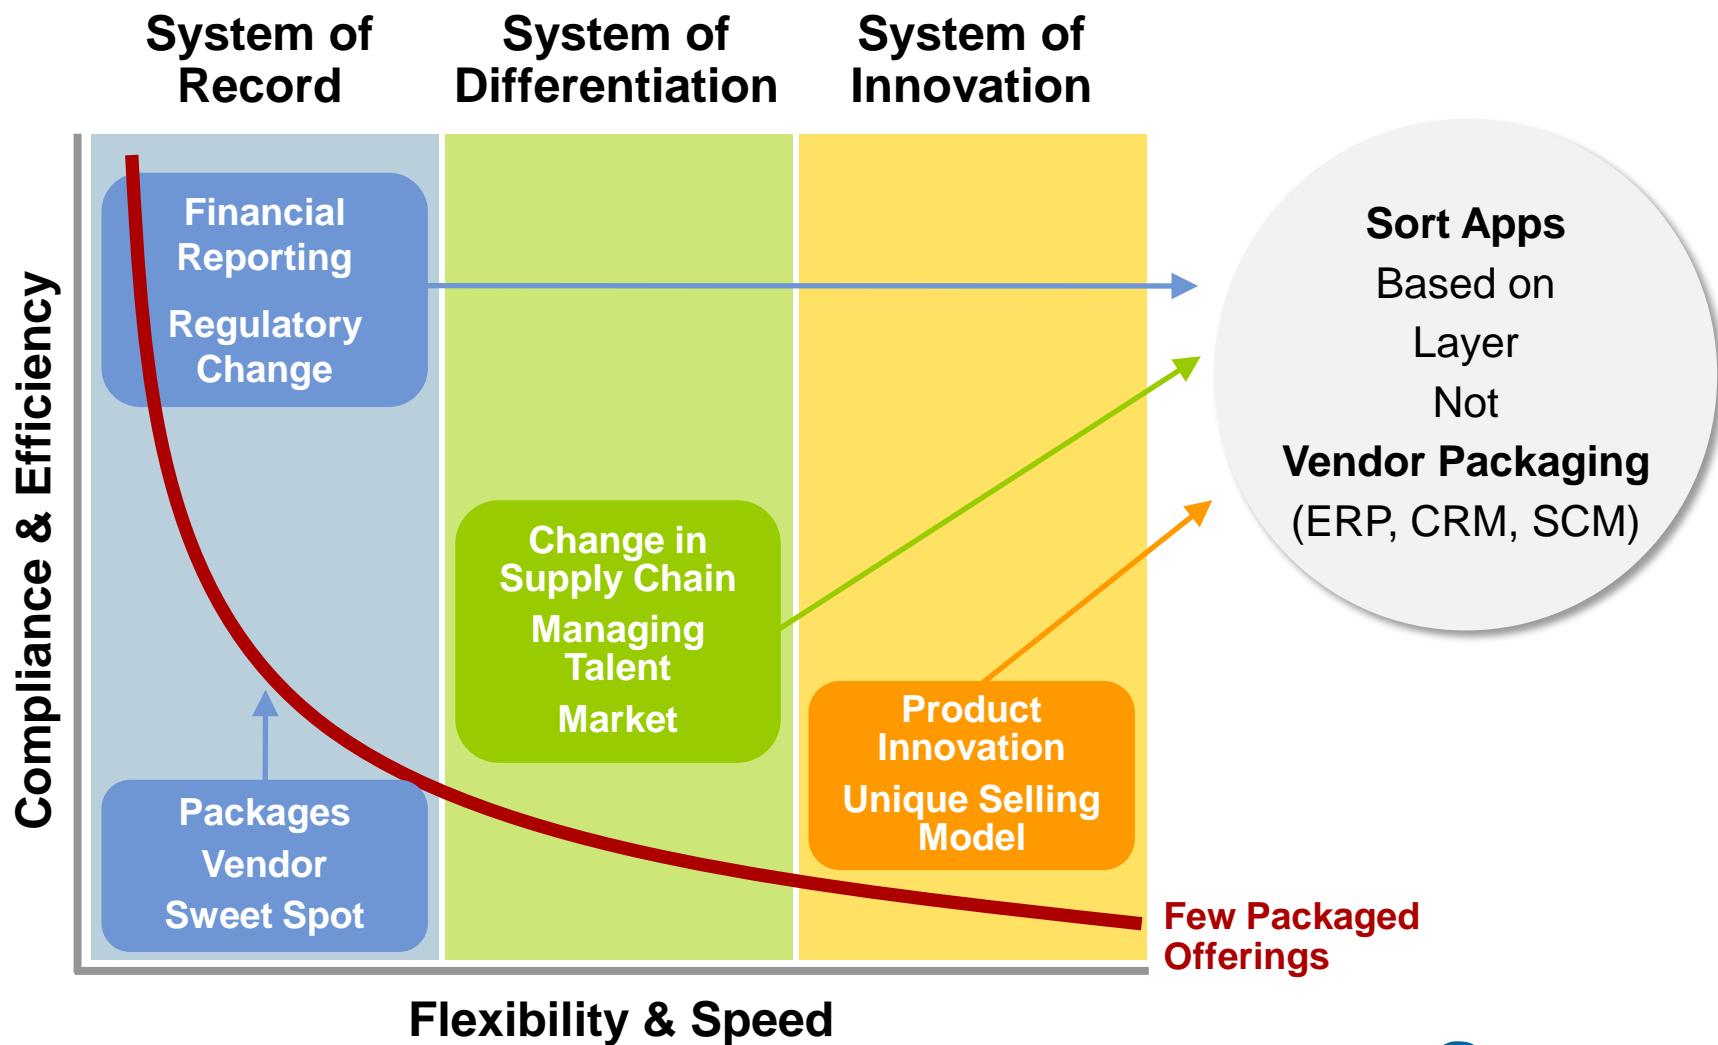 System of
Record
System of
Differentiation
System of
Innovation
Compliance & Efficiency
Financial
Reporting
Regulatory
Change
Packages
Vendor
Sweet Spot
Change in
Supply Chain
Managing
Talent
Market
Product
Innovation
Unique Selling
Model
Sort Apps
Based on
Layer
Not
Vendor Packaging
(ERP, CRM, SCM)
Few Packaged
Offerings
Flexibility & Speed